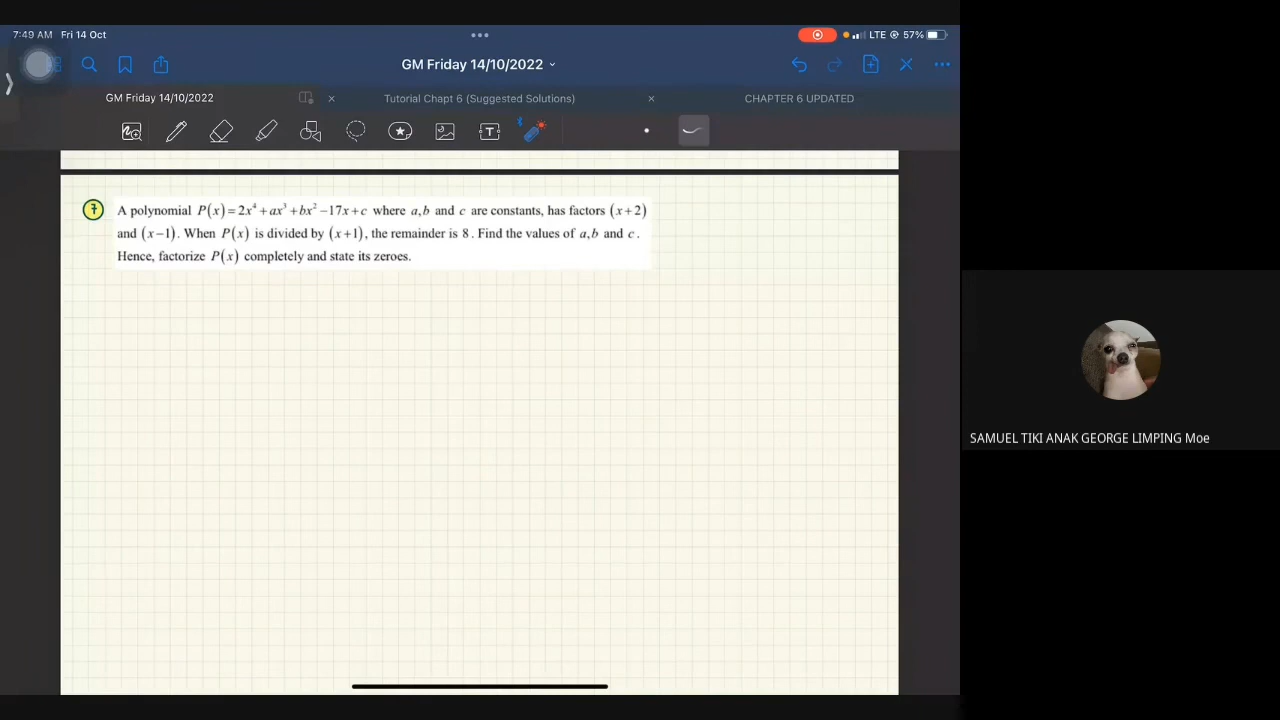 7:49 AM Fri 14 Oct
LTE 57%
GM Friday 14/10/2022
GM Friday 14/10/2022
Tutorial Chapt 6 (Suggested Solutions)
CHAPTER 6 UPDATED
7
A polynomial P(x)=2x⁴+ax³+bx²−17x+c where a,b and c are constants, has factors (x+2)
and (x−1). When P(x) is divided by (x+1), the remainder is 8. Find the values of a,b and c.
Hence, factorize P(x) completely and state its zeroes.
SAMUEL TIKI ANAK GEORGE LIMPING Moe